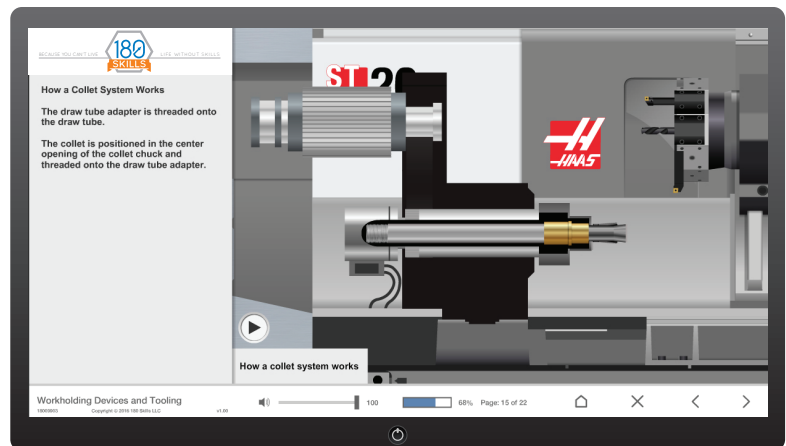 BECAUSE YOU CAN'T LIVE
180
SKILLS
LIFE WITHOUT SKILLS
How a Collet System Works
The draw tube adapter is threaded onto
the draw tube.
The collet is positioned in the center
opening of the collet chuck and
threaded onto the draw tube adapter.
HAAS
How a collet system works
Workholding Devices and Tooling
Copyright © 2016 180 Skills LLC
v1.00
100
68%
Page: 15 of 22